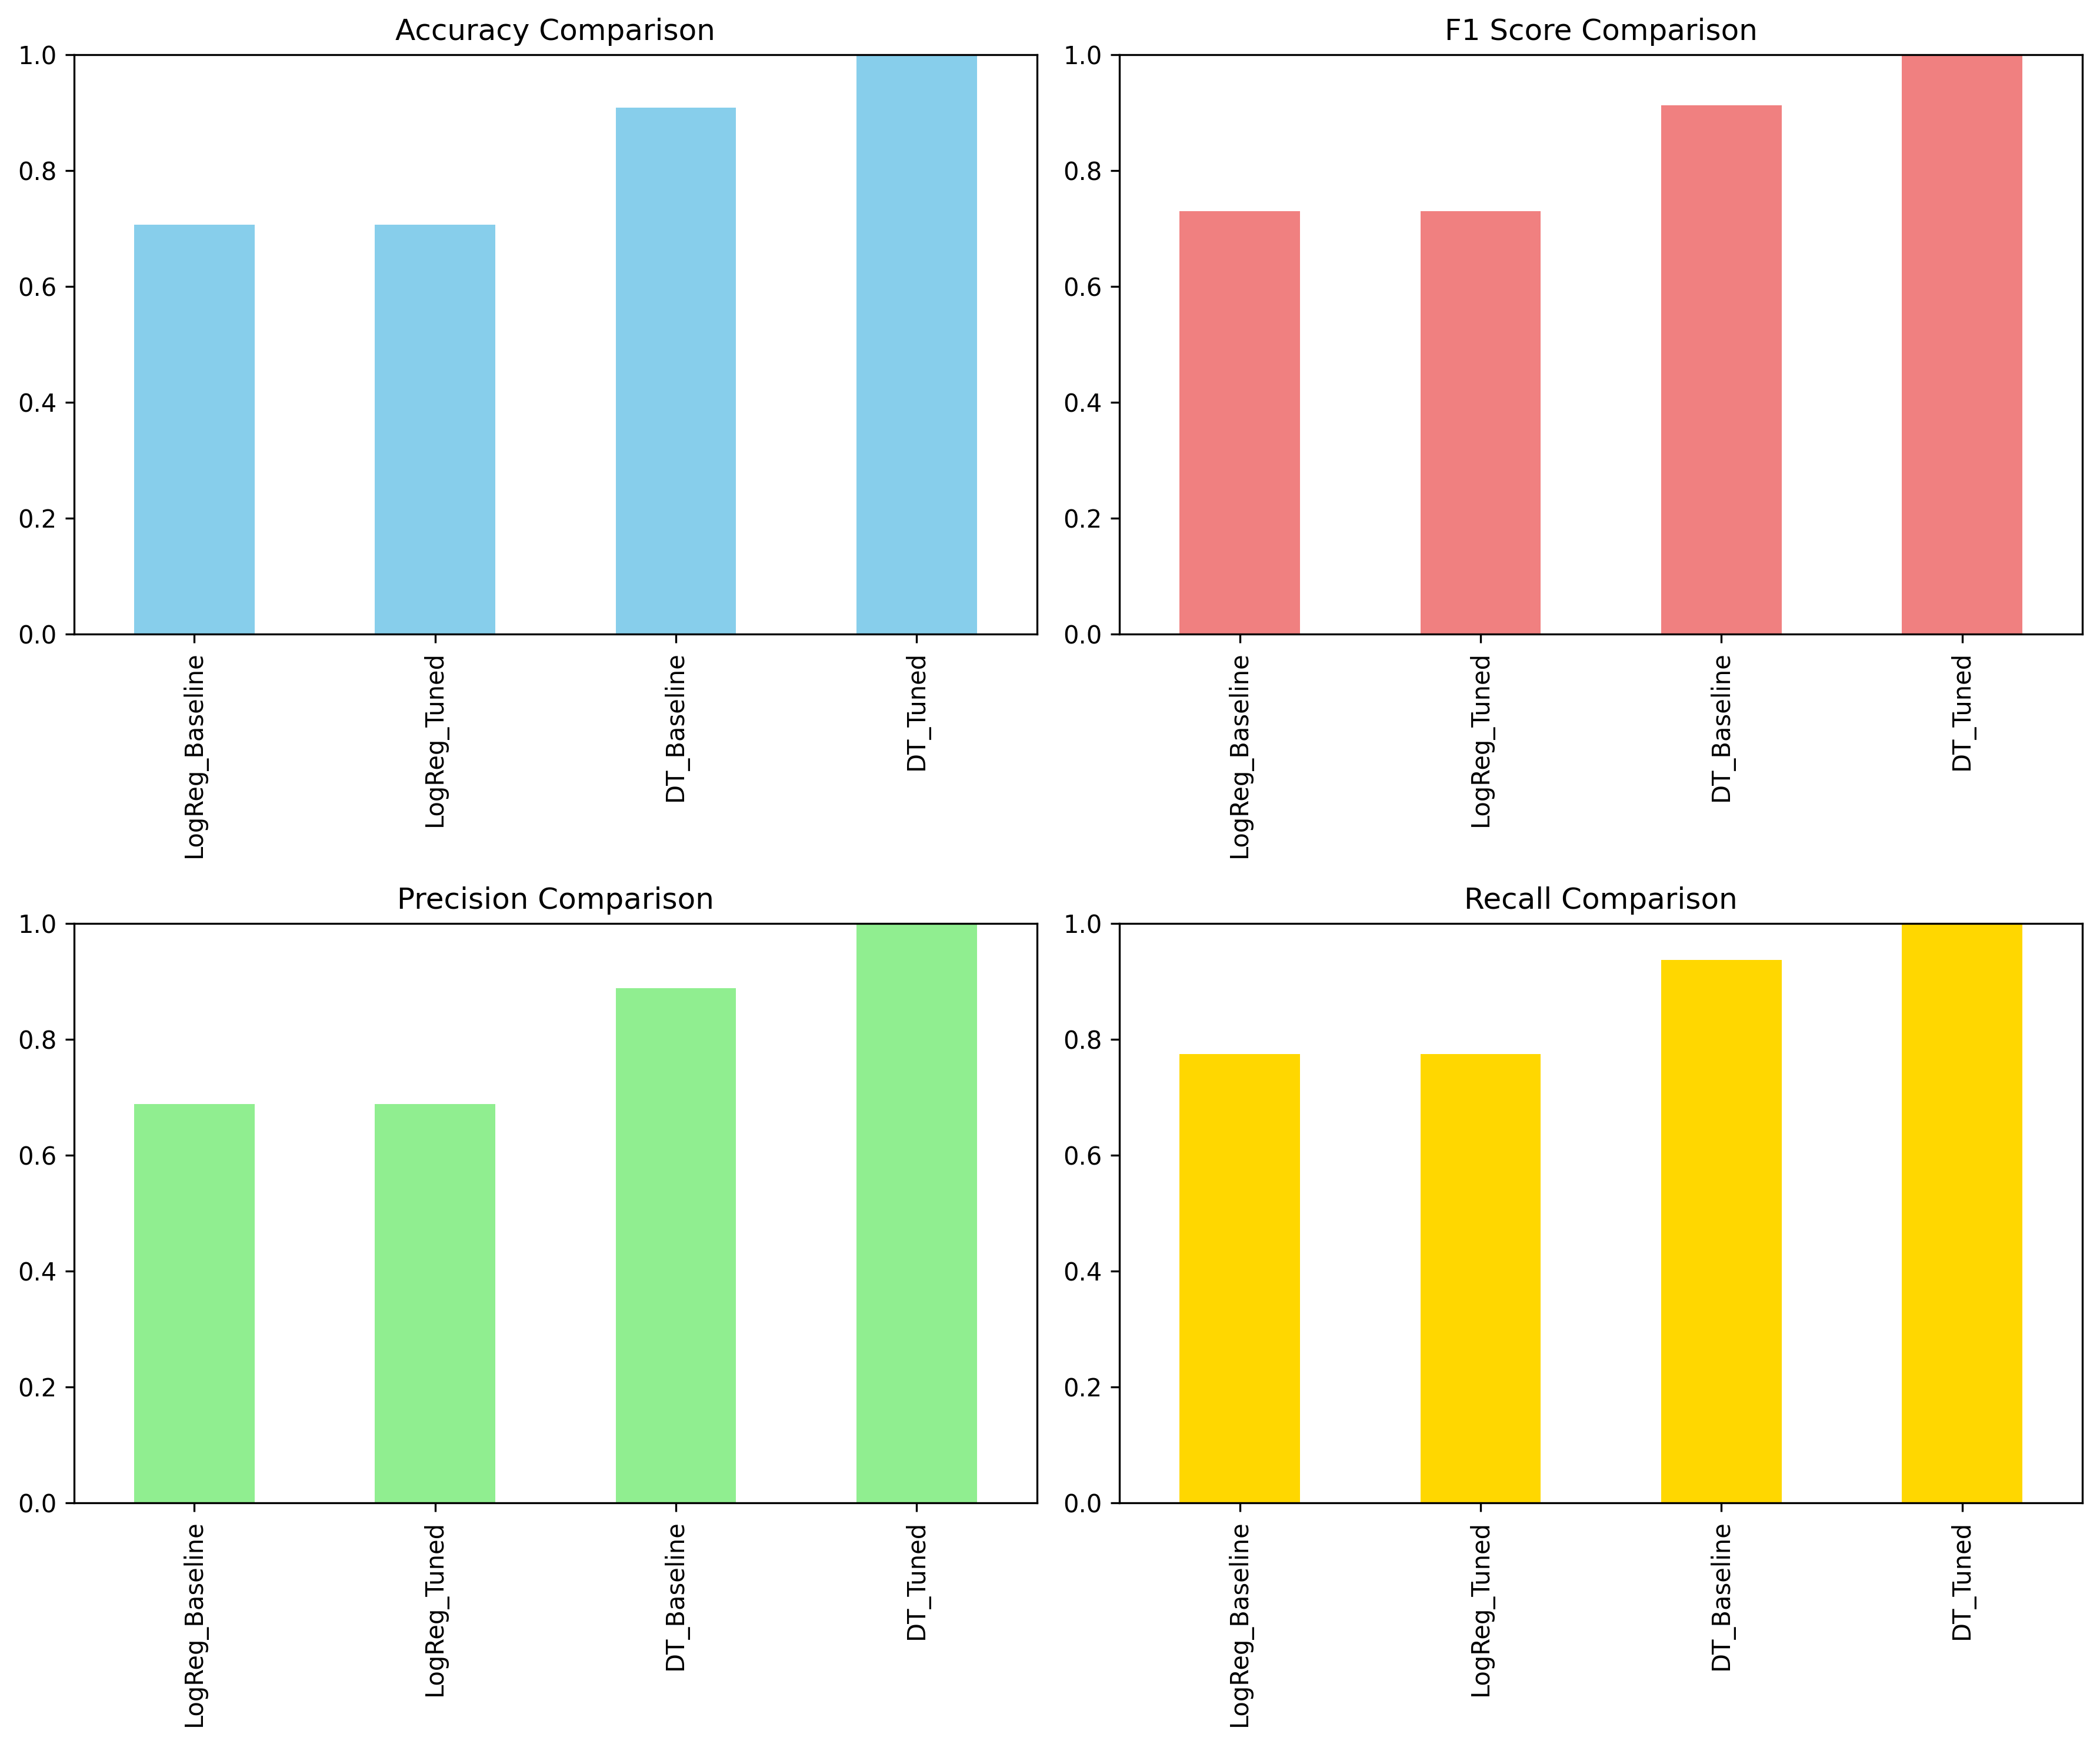 Accuracy Comparison
1.0
0.8
0.6
0.4
0.2
0.0
LogReg_Baseline
LogReg_Tuned
DT_Baseline
DT_Tuned
F1 Score Comparison
1.0
0.8
0.6
0.4
0.2
0.0
LogReg_Baseline
LogReg_Tuned
DT_Baseline
DT_Tuned
Precision Comparison
1.0
0.8
0.6
0.4
0.2
0.0
LogReg_Baseline
LogReg_Tuned
DT_Baseline
DT_Tuned
Recall Comparison
1.0
0.8
0.6
0.4
0.2
0.0
LogReg_Baseline
LogReg_Tuned
DT_Baseline
DT_Tuned